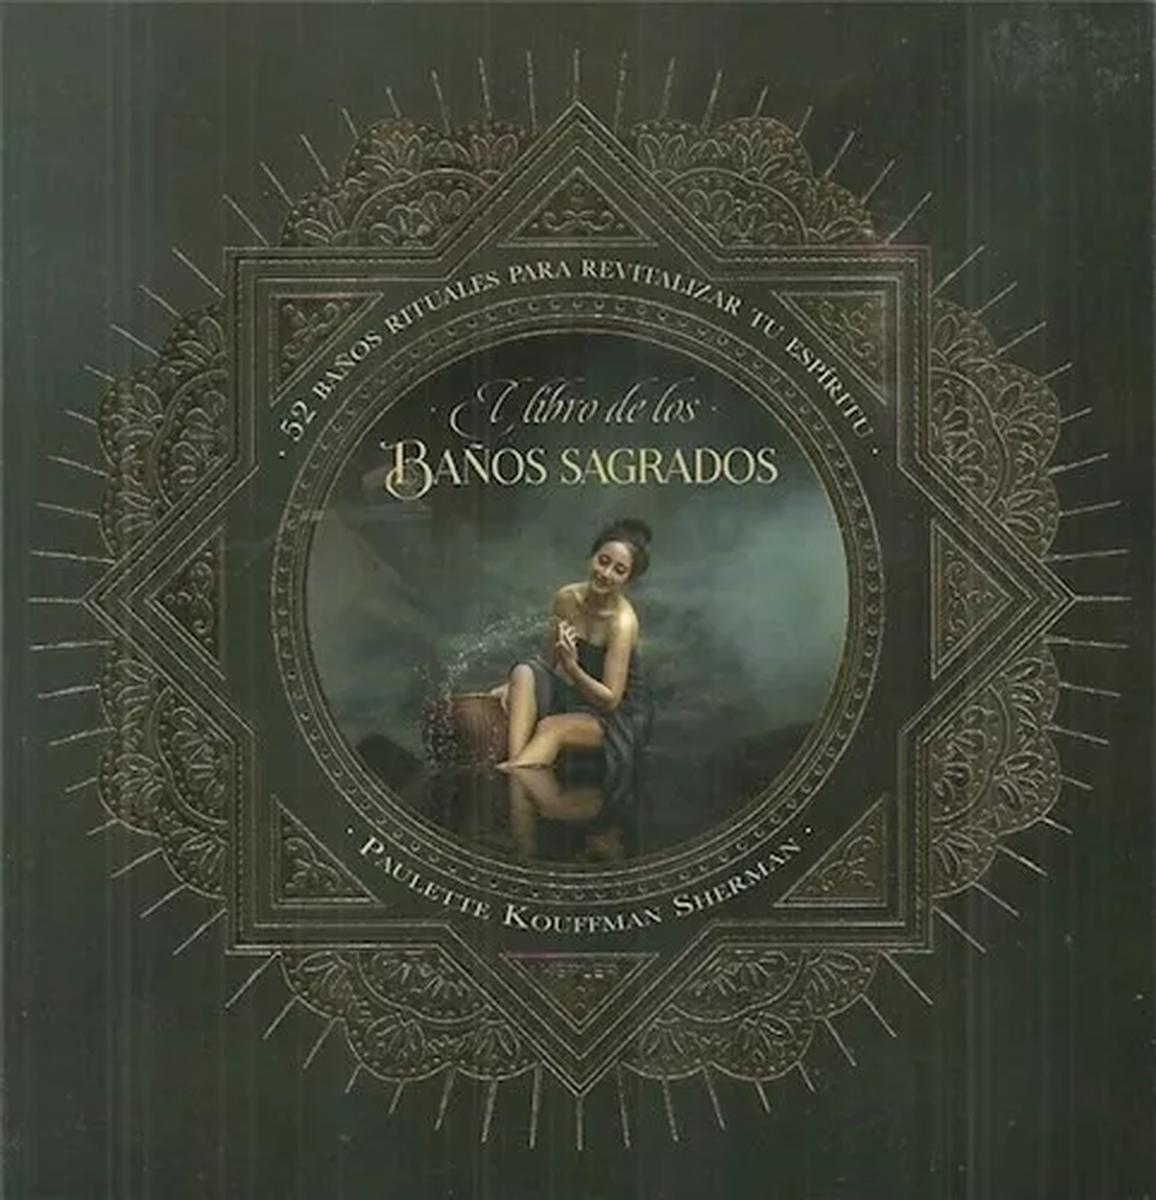 · 52 BAÑOS RITUALES PARA REVITALIZAR TU ESPÍRITU ·
· El libro de los ·
BAÑOS SAGRADOS
· PAULETTE KOUFFMAN SHERMAN ·